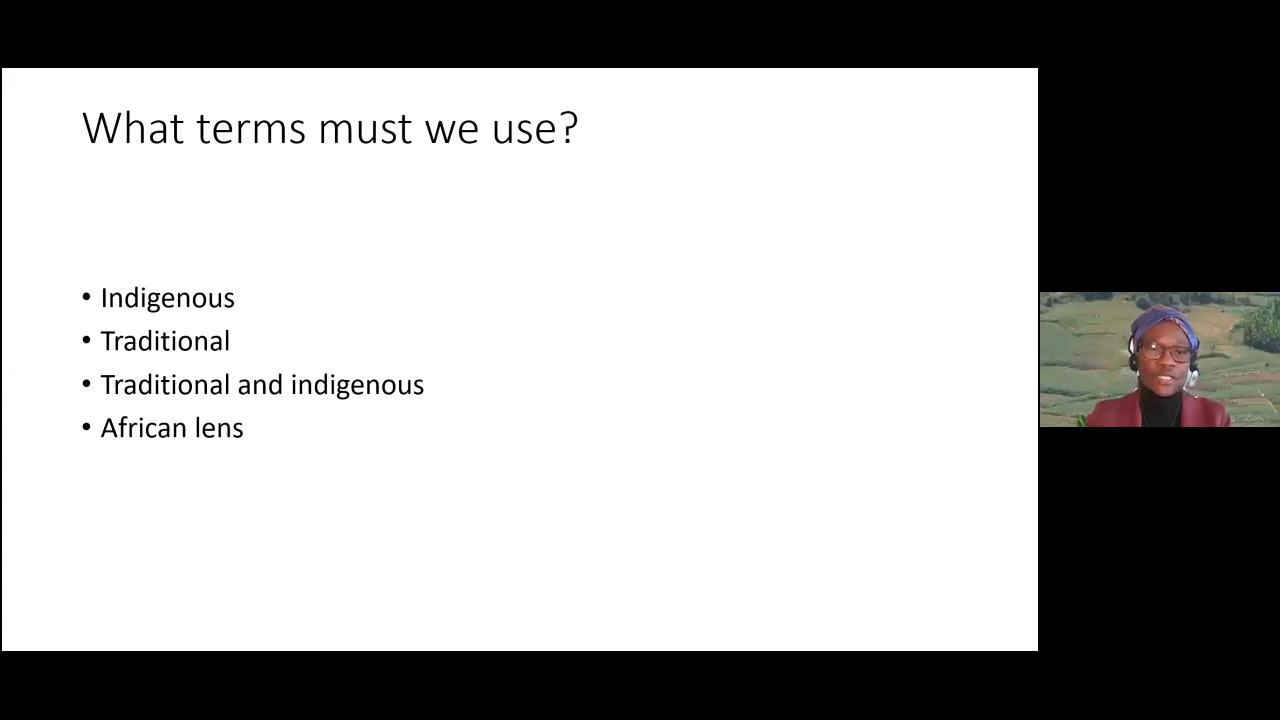 What terms must we use?
• Indigenous
• Traditional
• Traditional and indigenous
• African lens